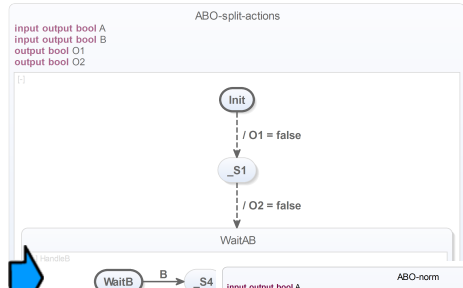 ABO-split-actions
input output bool A
input output bool B
output bool O1
output bool O2
[-]
Init
/ O1 = false
_S1
/ O2 = false
WaitAB
HandleB
WaitB
B
_S4
ABO-norm
input output bool A